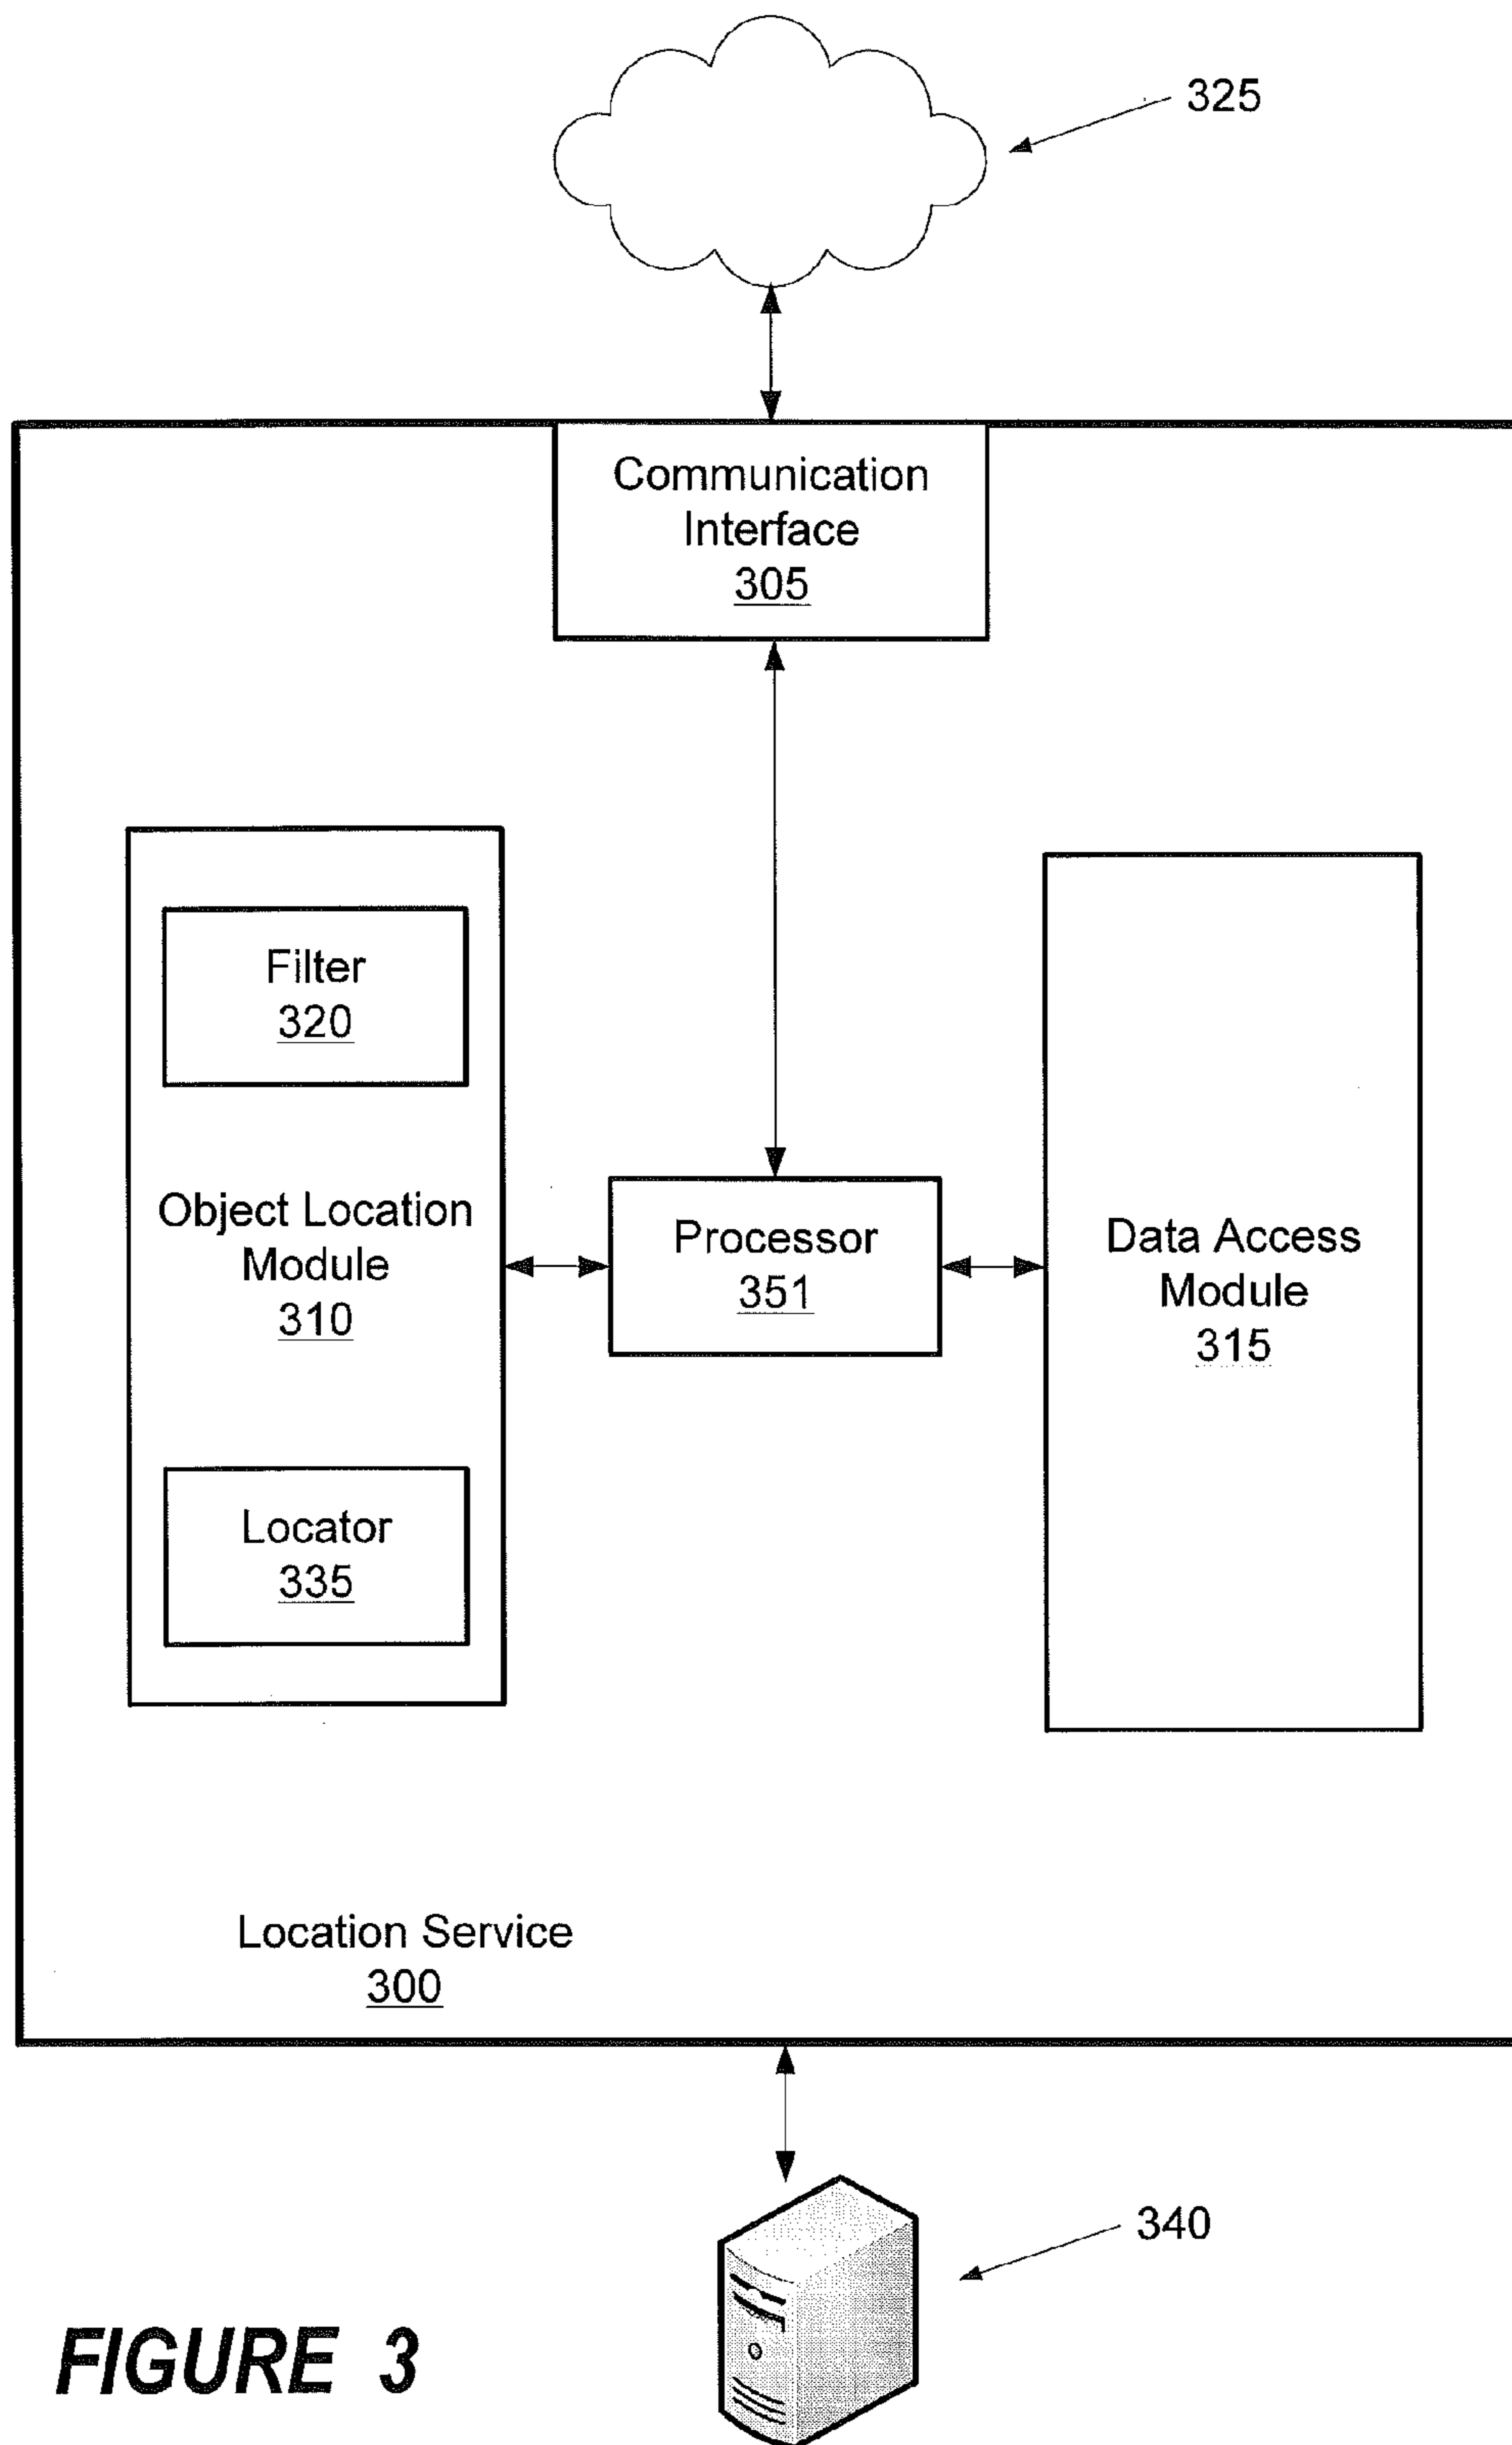 325
Communication
Interface
305
Filter
320
Object Location
Module
310
Processor
351
Data Access
Module
315
Locator
335
Location Service
300
340
FIGURE 3